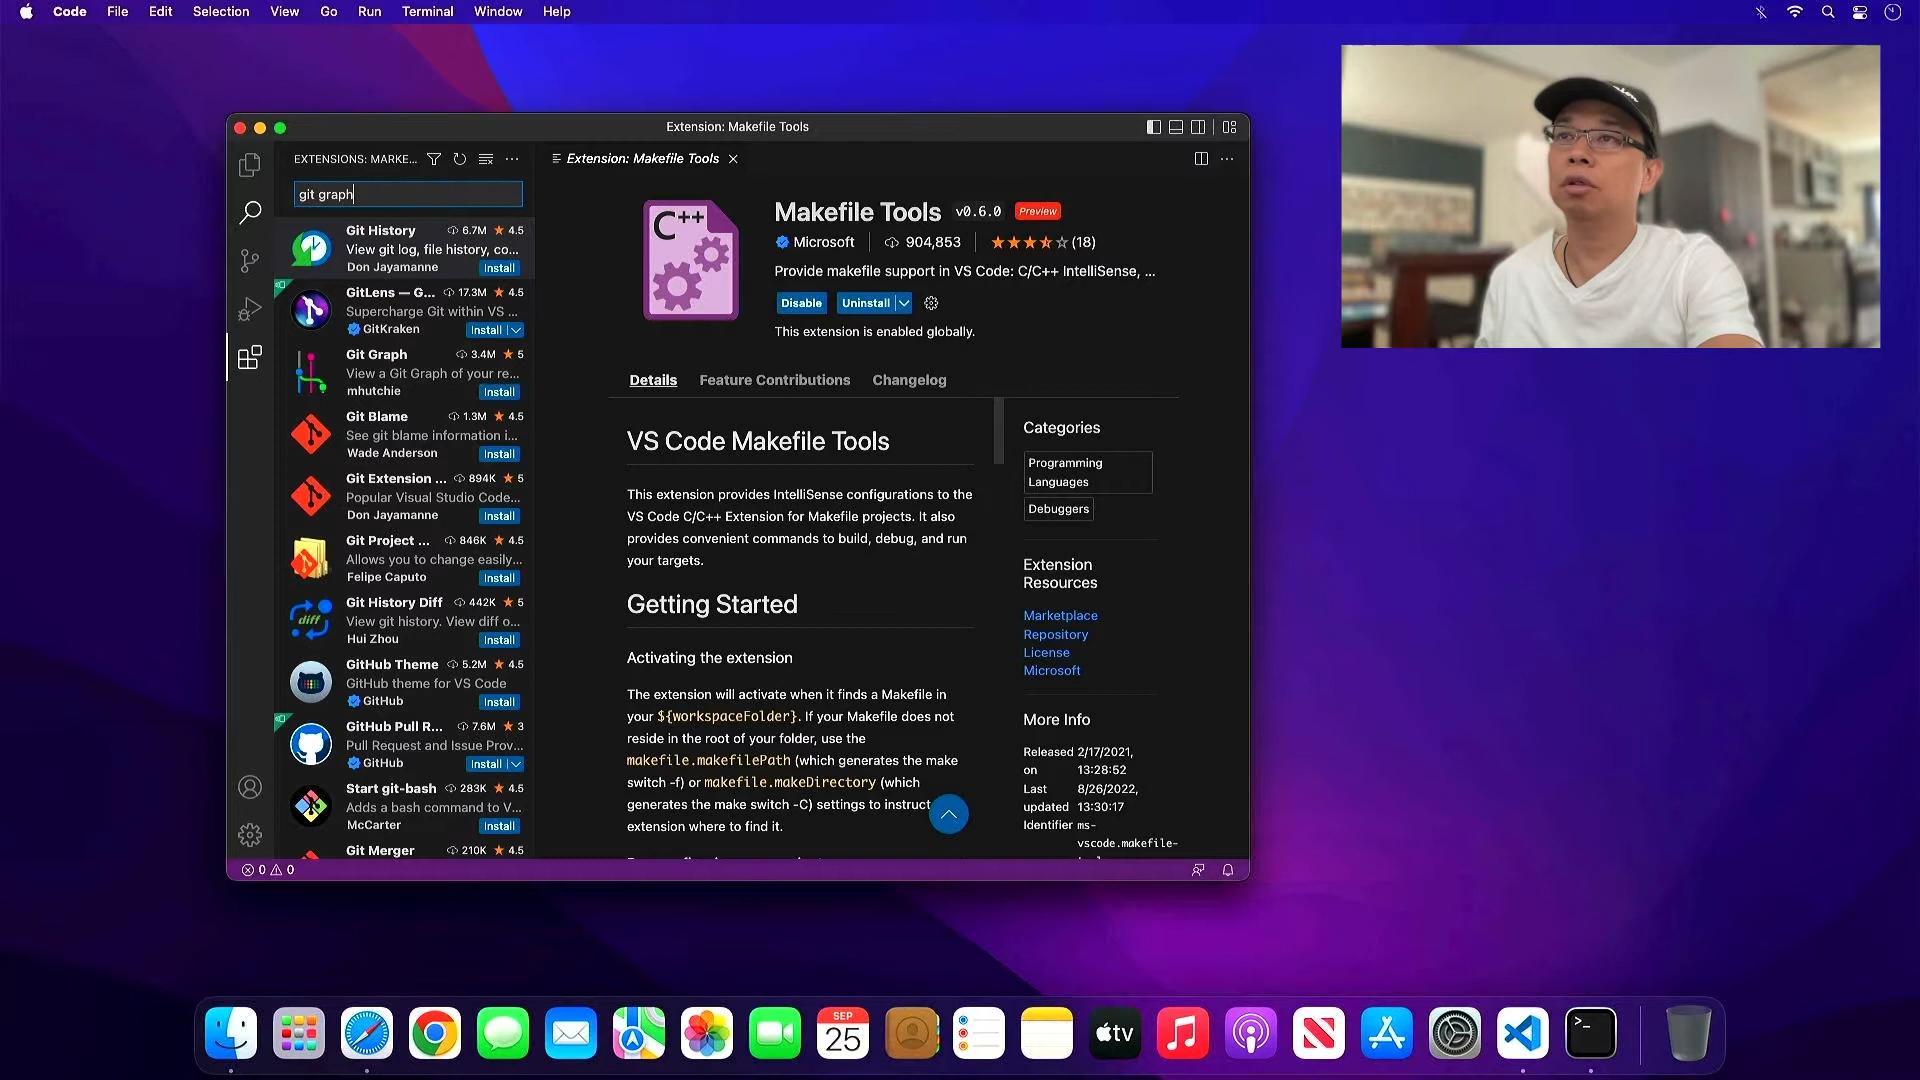 Code File Edit Selection View Go Run Terminal Window Help
Extension: Makefile Tools
EXTENSIONS: MARKE...
git graph
Git History 6.7M ★ 4.5
View git log, file history, co...
Don Jayamanne Install
GitLens — G... 17.3M ★ 4.5
Supercharge Git within VS ...
GitKraken Install
Git Graph 3.4M ★ 5
View a Git Graph of your re...
mhutchie Install
Git Blame 1.3M ★ 4.5
See git blame information i...
Wade Anderson Install
Git Extension ... 894K ★ 5
Popular Visual Studio Code...
Don Jayamanne Install
Git Project ... 846K ★ 4.5
Allows you to change easily...
Felipe Caputo Install
diff
Git History Diff 442K ★ 5
View git history. View diff o...
Hui Zhou Install
GitHub Theme 5.2M ★ 4.5
GitHub theme for VS Code
GitHub Install
GitHub Pull R... 7.6M ★ 3
Pull Request and Issue Prov...
GitHub Install
Start git-bash 283K ★ 4.5
Adds a bash command to V...
McCarter Install
Git Merger 210K ★ 4.5
Extension: Makefile Tools
C++
Makefile Tools v0.6.0 Preview
Microsoft 904,853 (18)
Provide makefile support in VS Code: C/C++ IntelliSense, ...
Disable Uninstall
This extension is enabled globally.
Details Feature Contributions Changelog
VS Code Makefile Tools
This extension provides IntelliSense configurations to the
VS Code C/C++ Extension for Makefile projects. It also
provides convenient commands to build, debug, and run
your targets.
Getting Started
Activating the extension
The extension will activate when it finds a Makefile in
your ${workspaceFolder}. If your Makefile does not
reside in the root of your folder, use the
makefile.makefilePath (which generates the make
switch -f) or makefile.makeDirectory (which
generates the make switch -C) settings to instruct
extension where to find it.
Categories
Programming
Languages
Debuggers
Extension
Resources
Marketplace
Repository
License
Microsoft
More Info
Released 2/17/2021,
on 13:28:52
Last 8/26/2022,
updated 13:30:17
Identifier ms-
vscode.makefile-
0 0
SEP
25
tv